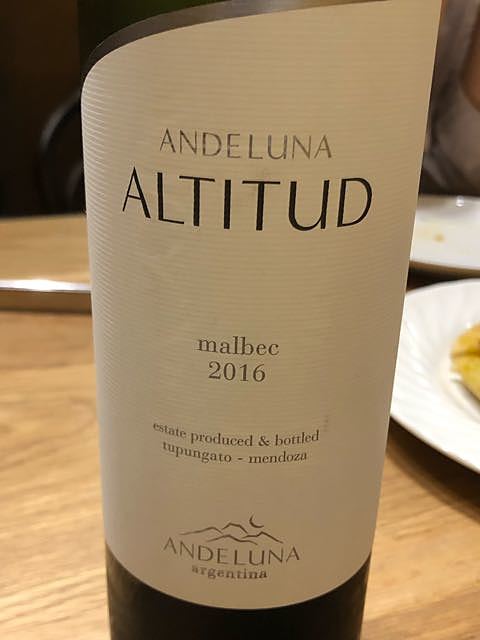 ANDELUNA
ALTITUD
malbec
2016
estate produced & bottled
tupungato - mendoza
ANDELUNA
argentina